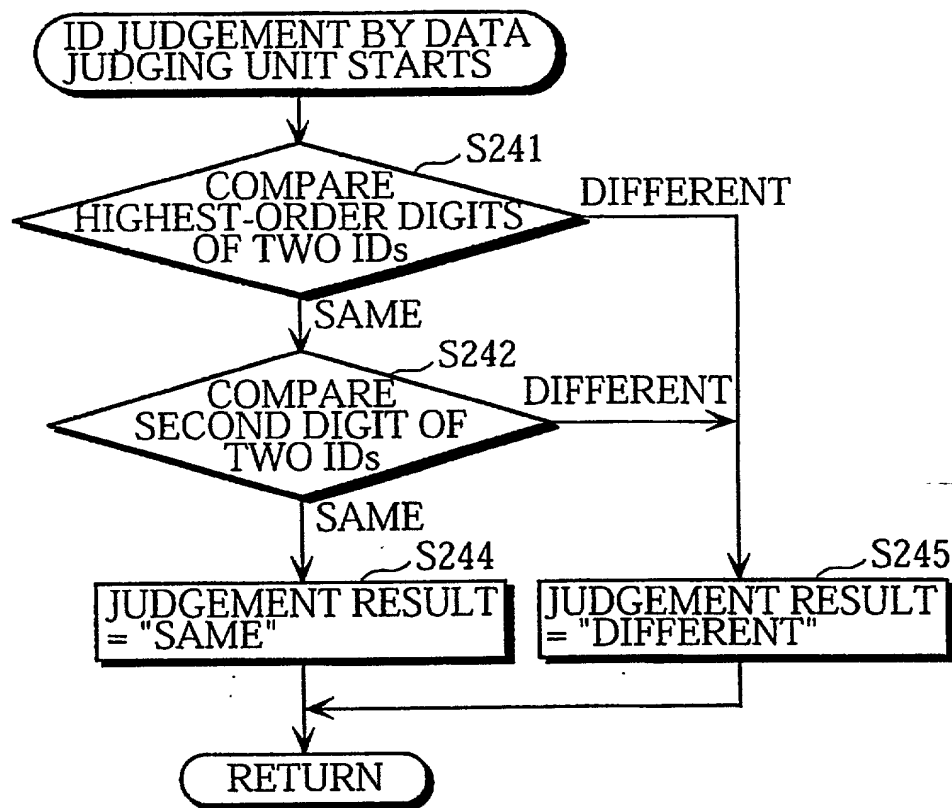 ID JUDGEMENT BY DATA
JUDGING UNIT STARTS
S241
COMPARE
HIGHEST-ORDER DIGITS
OF TWO IDs
DIFFERENT
SAME
S242
COMPARE
SECOND DIGIT OF
TWO IDs
DIFFERENT
SAME
S244
JUDGEMENT RESULT
= "SAME"
S245
JUDGEMENT RESULT
= "DIFFERENT"
RETURN